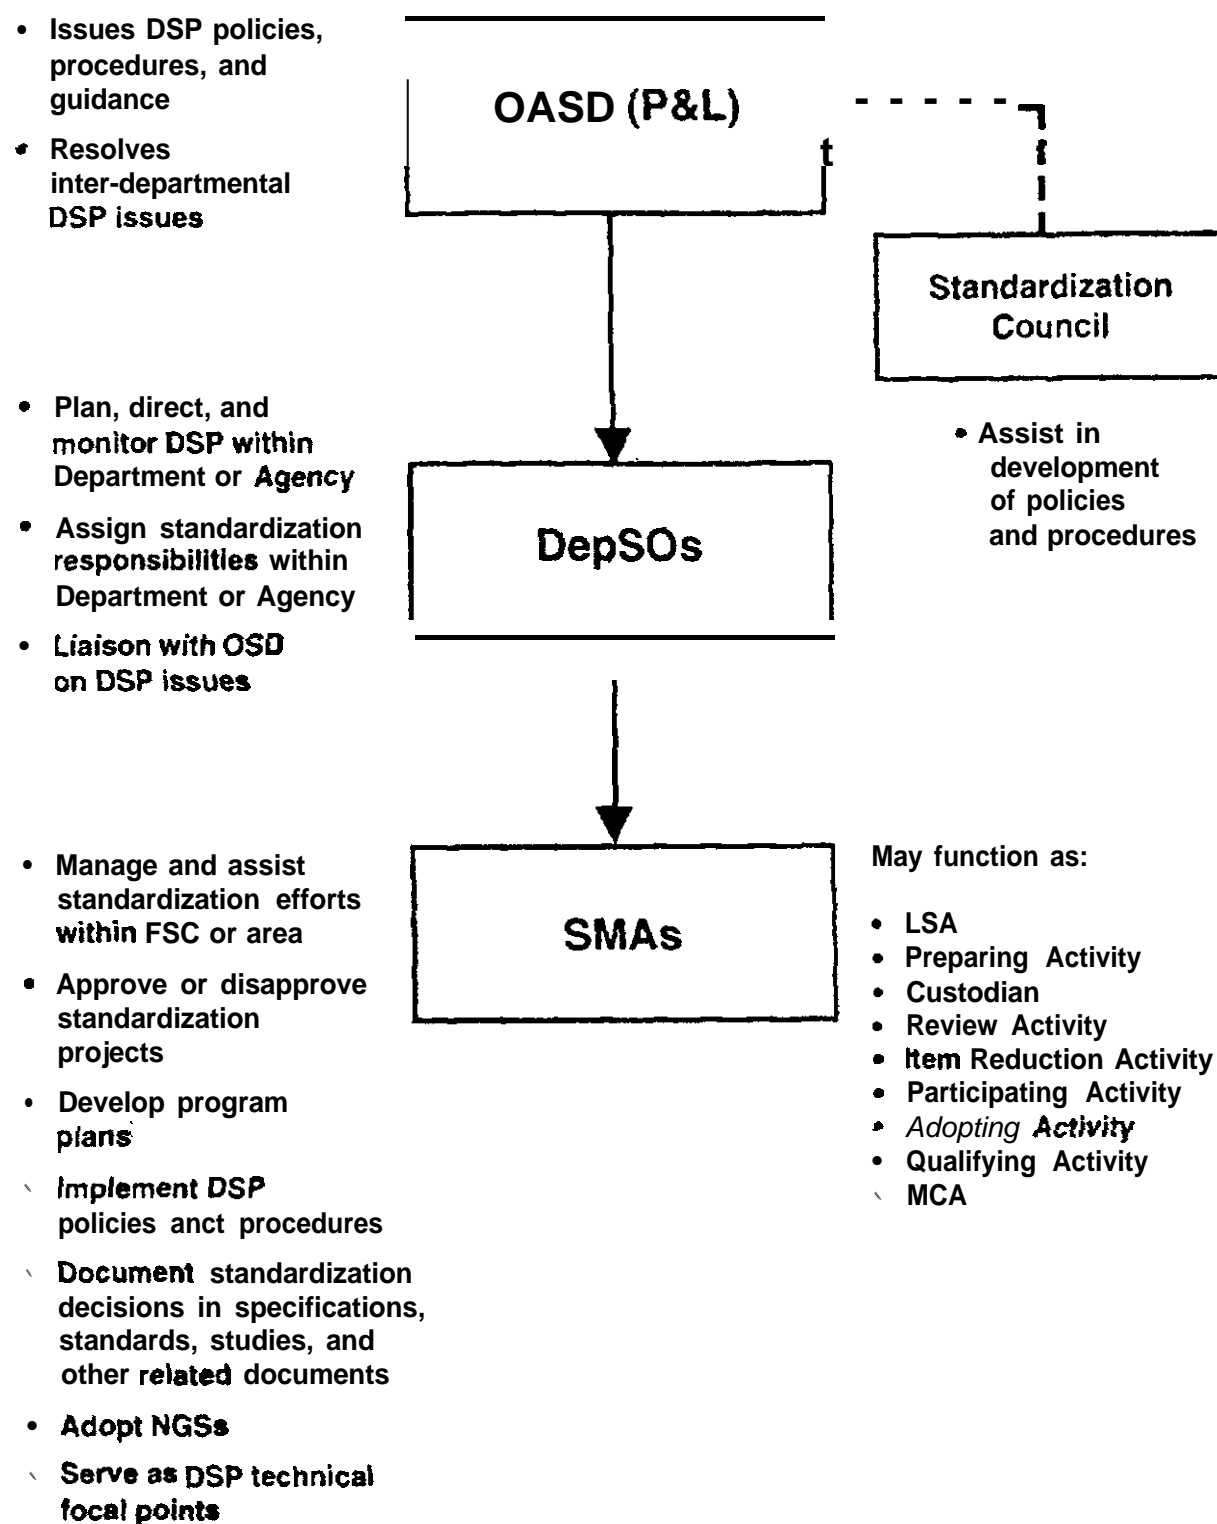 • Issues DSP policies,
procedures, and
guidance
• Resolves
inter-departmental
DSP issues
OASD (P&L)
t
Standardization
Council
• Assist in
development
of policies
and procedures
• Plan, direct, and
monitor DSP within
Department or Agency
• Assign standardization
responsibilities within
Department or Agency
• Liaison with OSD
on DSP issues
DepSOs
• Manage and assist
standardization efforts
within FSC or area
• Approve or disapprove
standardization
projects
• Develop program
plans
Implement DSP
policies anct procedures
Document standardization
decisions in specifications,
standards, studies, and
other related documents
• Adopt NGSs
Serve as DSP technical
focal points
SMAs
May function as:
• LSA
• Preparing Activity
• Custodian
• Review Activity
• Item Reduction Activity
• Participating Activity
• Adopting Activity
• Qualifying Activity
MCA